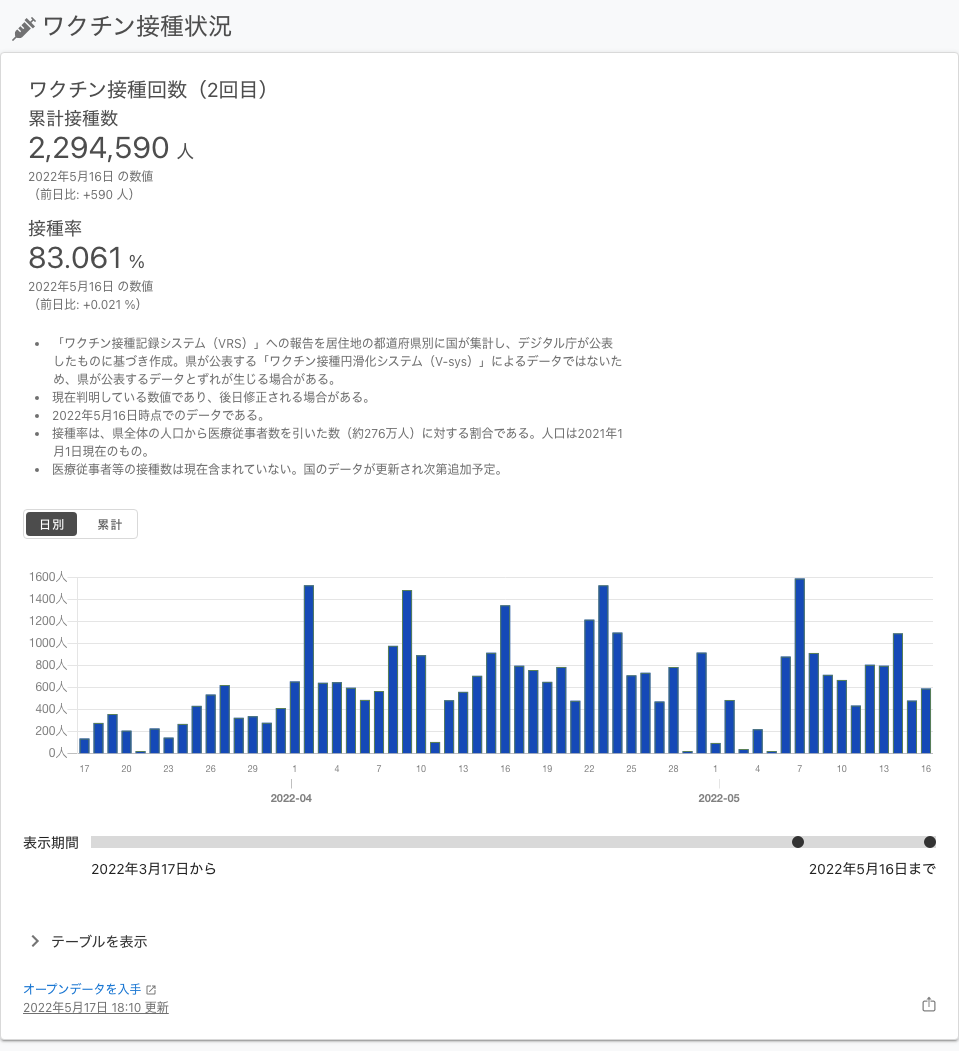 ワクチン接種状況
ワクチン接種回数（2回目）
累計接種数
2,294,590 人
2022年5月16日 の数値
（前日比: +590 人）
接種率
83.061 %
2022年5月16日 の数値
（前日比: +0.021 %）
• 「ワクチン接種記録システム（VRS）」への報告を居住地の都道府県別に国が集計し、デジタル庁が公表
したものに基づき作成。県が公表する「ワクチン接種円滑化システム（V-sys）」によるデータではないた
め、県が公表するデータとずれが生じる場合がある。
• 現在判明している数値であり、後日修正される場合がある。
• 2022年5月16日時点でのデータである。
• 接種率は、県全体の人口から医療従事者数を引いた数（約276万人）に対する割合である。人口は2021年1
月1日現在のもの。
• 医療従事者等の接種数は現在含まれていない。国のデータが更新され次第追加予定。
日別 累計
1600人
1400人
1200人
1000人
800人
600人
400人
200人
0人
17 20 23 26 29 1 4 7 10 13 16 19 22 25 28 1 4 7 10 13 16
2022-04 2022-05
表示期間
2022年3月17日から 2022年5月16日まで
テーブルを表示
オープンデータを入手
2022年5月17日 18:10 更新